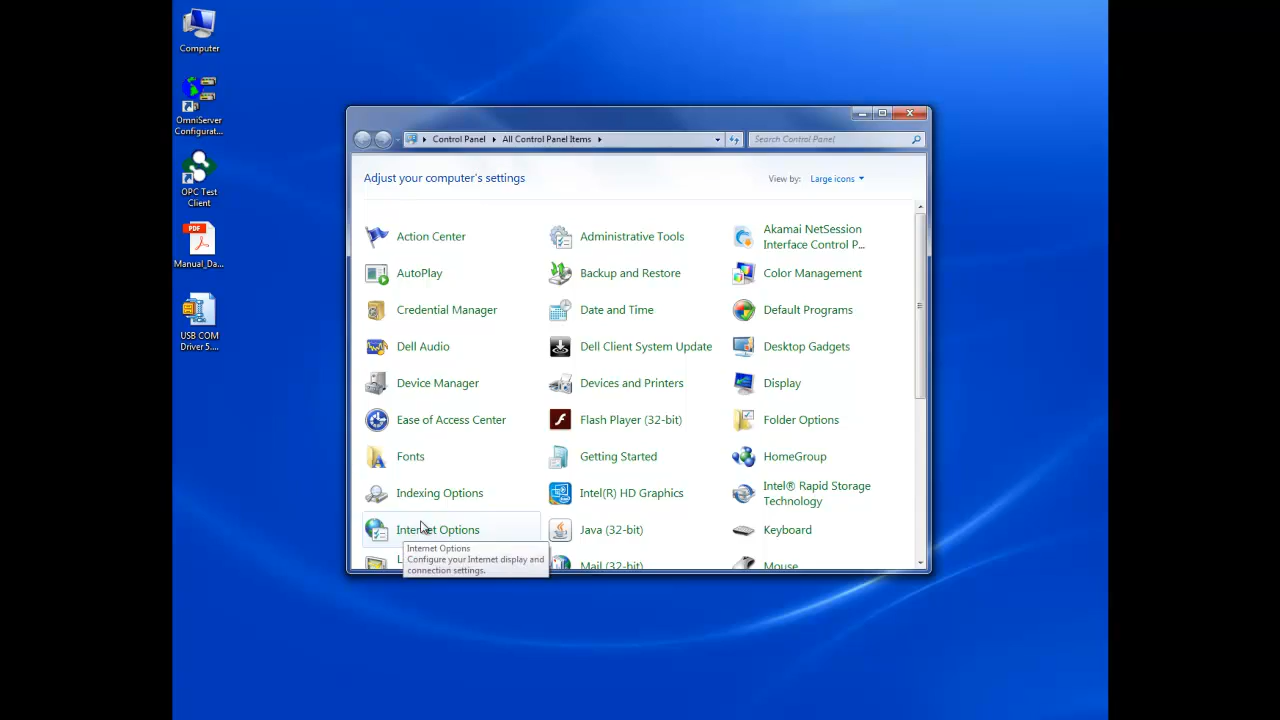 Computer
OmniServer
Configurat...
OPC Test
Client
PDF
Manual_Da...
USB COM
Driver 5....
Control Panel
All Control Panel Items
Search Control Panel
Adjust your computer's settings
View by:
Large icons
Action Center
Administrative Tools
Akamai NetSession
Interface Control P...
AutoPlay
Backup and Restore
Color Management
Credential Manager
Date and Time
Default Programs
Dell Audio
Dell Client System Update
Desktop Gadgets
Device Manager
Devices and Printers
Display
Ease of Access Center
Flash Player (32-bit)
Folder Options
Fonts
Getting Started
HomeGroup
Indexing Options
Intel(R) HD Graphics
Intel® Rapid Storage
Technology
Internet Options
Java (32-bit)
Keyboard
Internet Options
Configure your Internet display and
connection settings.
Mail (32-bit)
Mouse